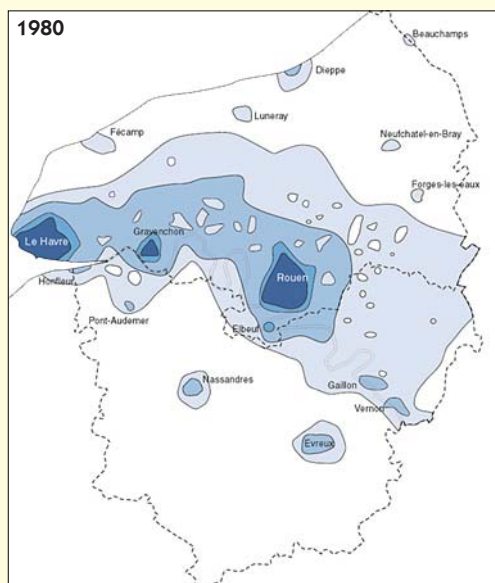 1980
Beauchamps
Dieppe
Luneray
Fécamp
Neufchatel-en-Bray
Forges-les-eaux
Gravenchon
Le Havre
Rouen
Honfleur
Pont-Audemer
Elbeuf
Nassandres
Gaillon
Vernon
Evreux